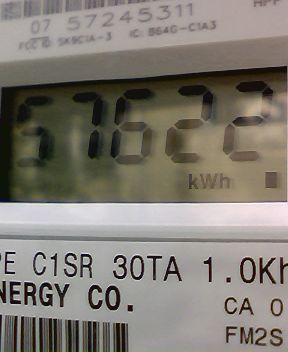 07 57245311
FCC ID: SK9C1A-3 IC: 864G-C1A3
57622
kWh
PE C1SR 30TA 1.0Kh
NERGY CO. CA 0
FM2S